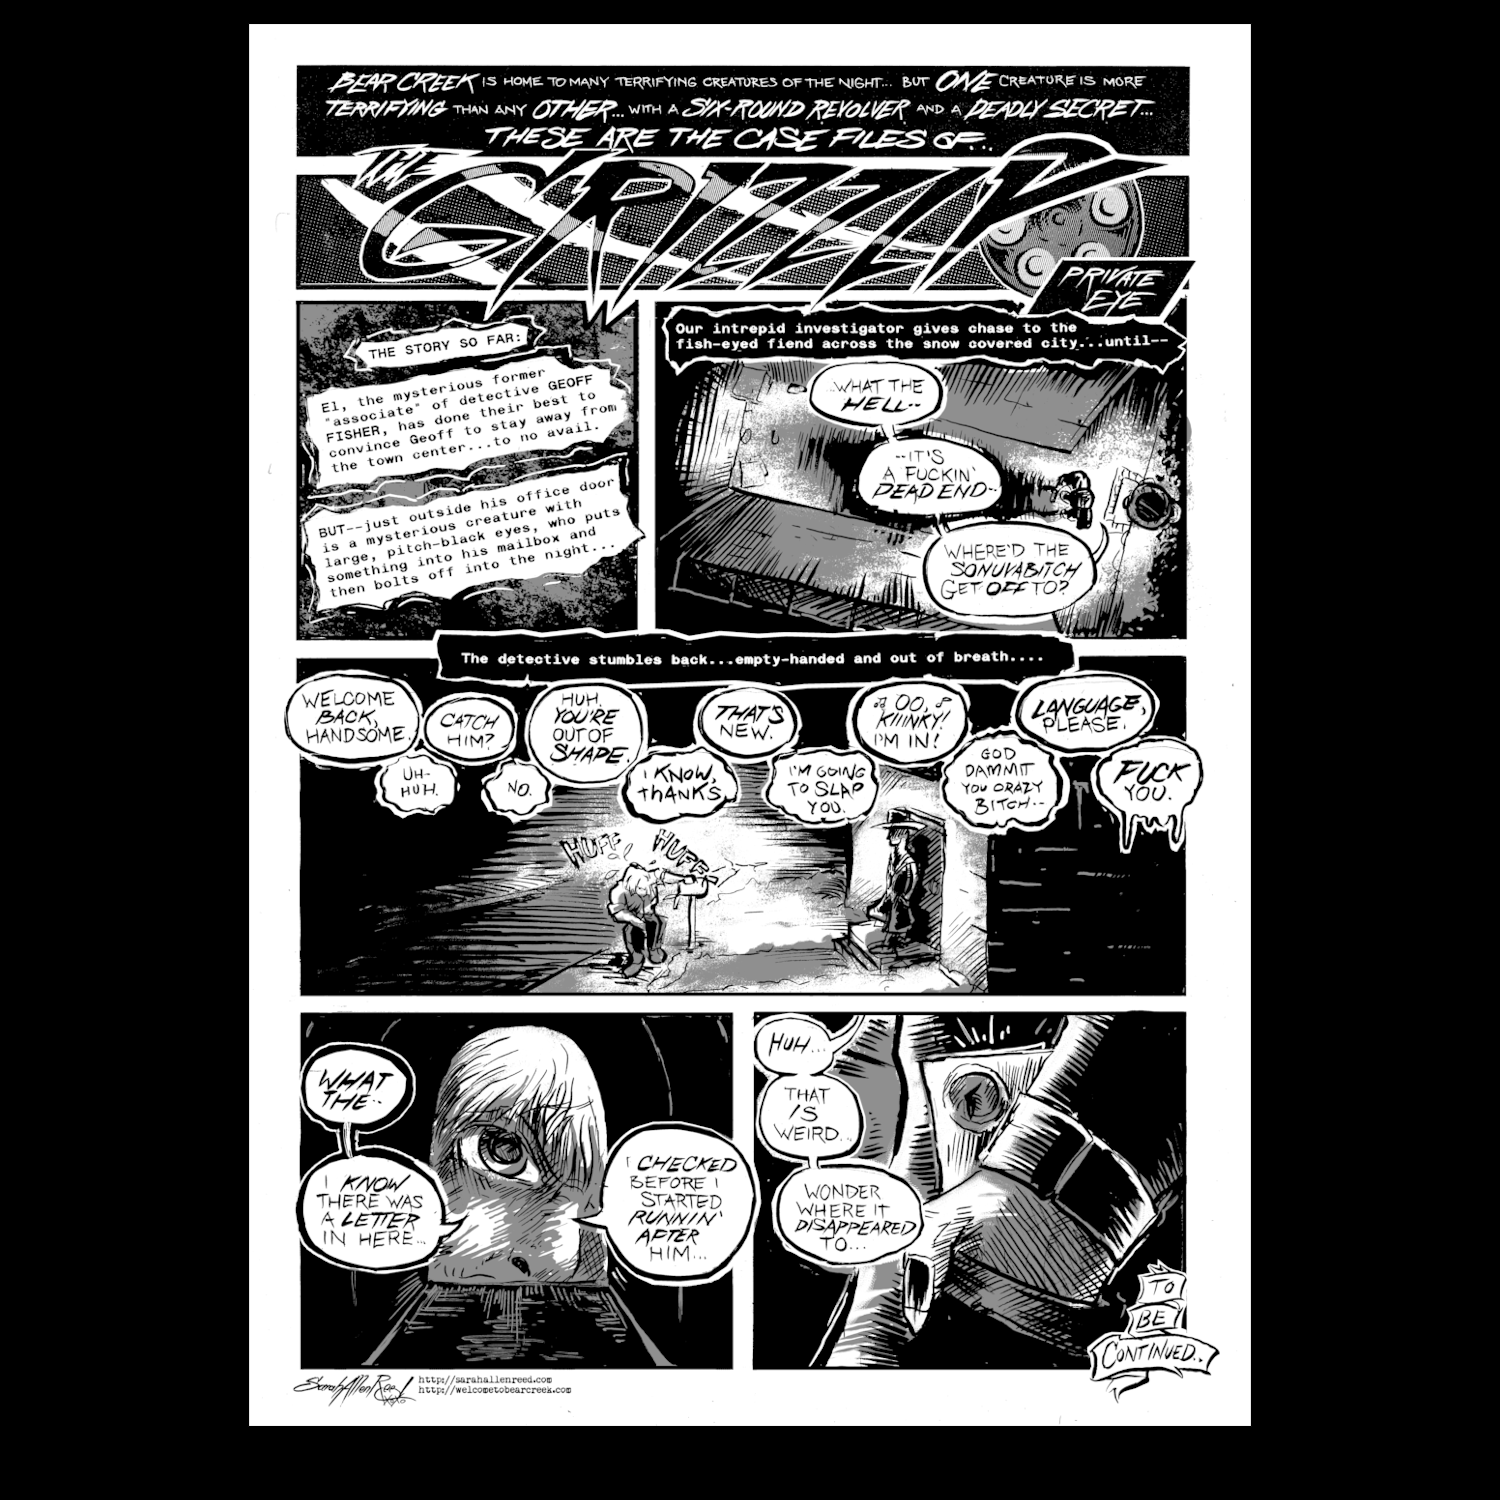 BEAR CREEK IS HOME TO MANY TERRIFYING CREATURES OF THE NIGHT... BUT ONE CREATURE IS MORE
TERRIFYING THAN ANY OTHER... WITH A SIX-ROUND REVOLVER AND A DEADLY SECRET...
THESE ARE THE CASE FILES OF...
THE
GRIZZLY
PRIVATE
EYE
THE STORY SO FAR:
El, the mysterious former
"associate" of detective GEOFF
FISHER, has done their best to
convince Geoff to stay away from
the town center...to no avail.
BUT--just outside his office door
is a mysterious creature with
large, pitch-black eyes, who puts
something into his mailbox and
then bolts off into the night...
Our intrepid investigator gives chase to the
fish-eyed fiend across the snow covered city...until--
...WHAT THE
HELL--
--IT'S
A FUCKIN'
DEAD END--
WHERE'D THE
SONUVABITCH
GET OFF TO?
The detective stumbles back...empty-handed and out of breath....
WELCOME
BACK,
HANDSOME.
UH-
HUH.
CATCH
HIM?
NO.
HUH.
YOU'RE
OUT OF
SHAPE.
I KNOW,
THANKS.
THAT'S
NEW.
I'M GOING
TO SLAP
YOU.
♫ OO, ♪
KIIINKY!
I'M IN!
GOD
DAMMIT
YOU CRAZY
BITCH--
LANGUAGE,
PLEASE.
FUCK
YOU.
HUFF
HUFF
WHAT
THE--
I KNOW
THERE WAS
A LETTER
IN HERE...
I CHECKED
BEFORE I
STARTED
RUNNIN'
AFTER
HIM...
HUH...
THAT
IS
WEIRD...
WONDER
WHERE IT
DISAPPEARED
TO...
TO
BE
CONTINUED..
Sarah Allen Reed
http://sarahallenreed.com
http://welcometobearcreek.com